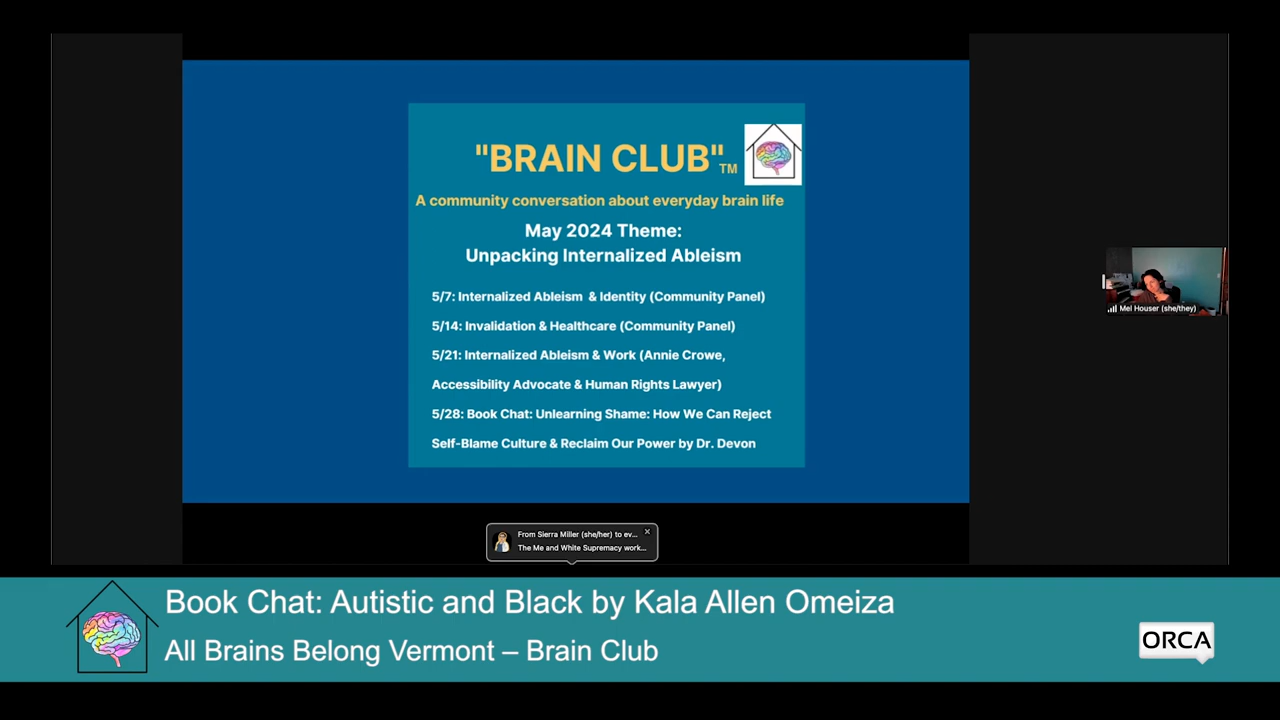 "BRAIN CLUB"TM
A community conversation about everyday brain life
May 2024 Theme:
Unpacking Internalized Ableism
5/7: Internalized Ableism & Identity (Community Panel)
5/14: Invalidation & Healthcare (Community Panel)
5/21: Internalized Ableism & Work (Annie Crowe,
Accessibility Advocate & Human Rights Lawyer)
5/28: Book Chat: Unlearning Shame: How We Can Reject
Self-Blame Culture & Reclaim Our Power by Dr. Devon
Mel Houser (she/they)
From Sierra Miller (she/her) to ev...
The Me and White Supremacy work...
Book Chat: Autistic and Black by Kala Allen Omeiza
All Brains Belong Vermont – Brain Club
ORCA